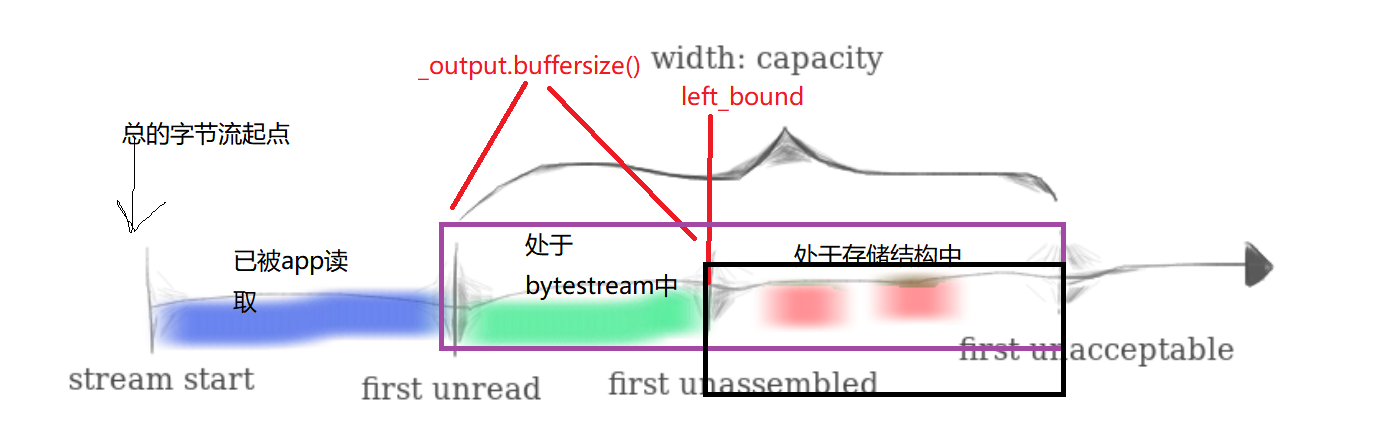 _output.buffersize()
width: capacity
left_bound
总的字节流起点
已被app读
取
处于
bytestream中
处于存储结构中
stream start
first unread
first unassembled
first unacceptable